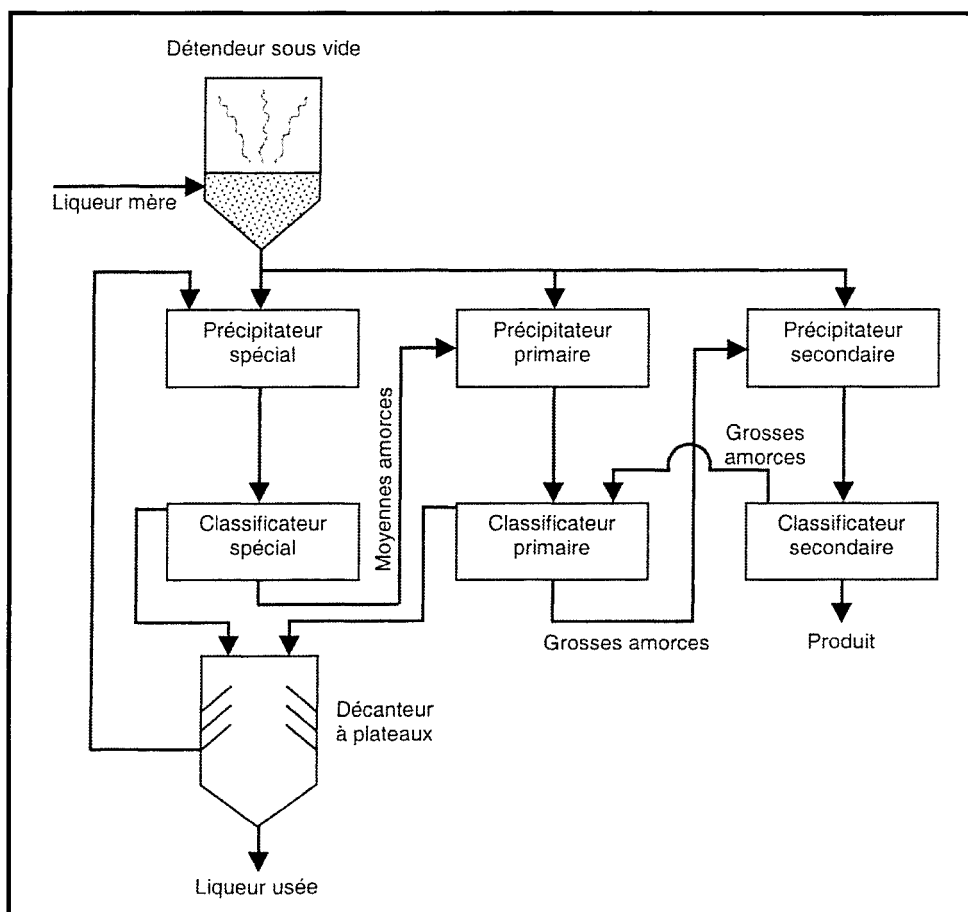 Détendeur sous vide
Liqueur mère
Précipitateur
spécial
Précipitateur
primaire
Précipitateur
secondaire
Moyennes amorces
Grosses
amorces
Classificateur
spécial
Classificateur
primaire
Classificateur
secondaire
Grosses amorces
Produit
Décanteur
à plateaux
Liqueur usée